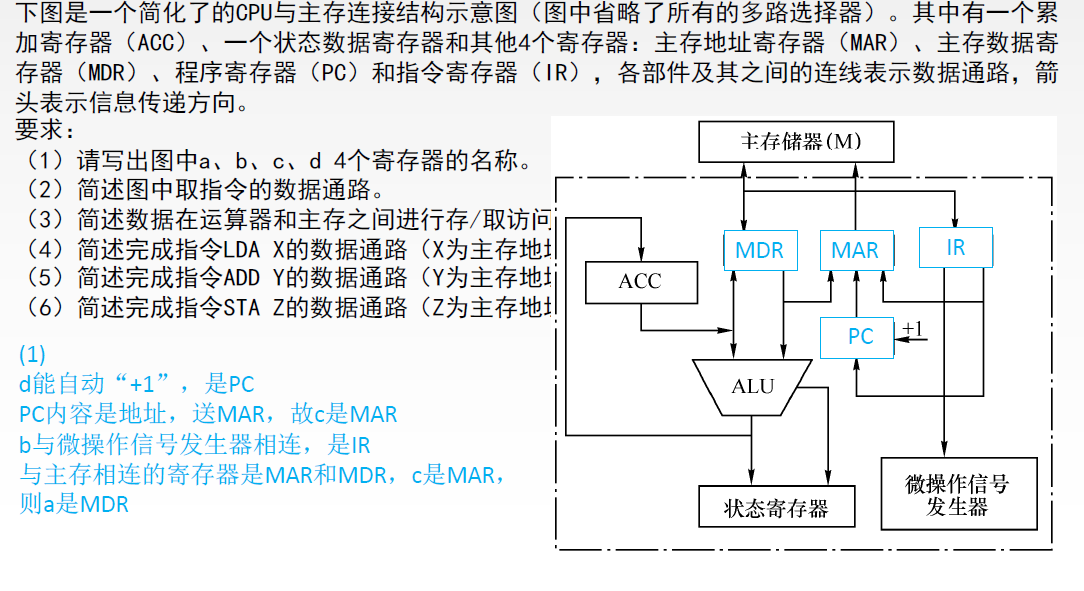 下图是一个简化了的CPU与主存连接结构示意图（图中省略了所有的多路选择器）。其中有一个累
加寄存器（ACC）、一个状态数据寄存器和其他4个寄存器：主存地址寄存器（MAR）、主存数据寄
存器（MDR）、程序寄存器（PC）和指令寄存器（IR），各部件及其之间的连线表示数据通路，箭
头表示信息传递方向。
要求：
（1）请写出图中a、b、c、d 4个寄存器的名称。
（2）简述图中取指令的数据通路。
（3）简述数据在运算器和主存之间进行存/取访问
（4）简述完成指令LDA X的数据通路（X为主存地
（5）简述完成指令ADD Y的数据通路（Y为主存地
（6）简述完成指令STA Z的数据通路（Z为主存地
(1)
d能自动“+1”，是PC
PC内容是地址，送MAR，故c是MAR
b与微操作信号发生器相连，是IR
与主存相连的寄存器是MAR和MDR，c是MAR，
则a是MDR
主存储器(M)
MDR
MAR
IR
ACC
PC
+1
ALU
状态寄存器
微操作信号
发生器